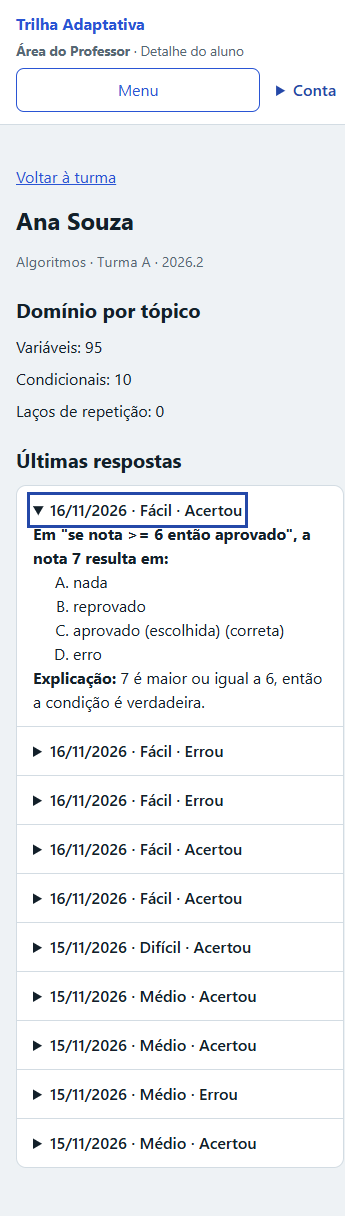 Trilha Adaptativa
Área do Professor · Detalhe do aluno
Menu
Conta
Voltar à turma
Ana Souza
Algoritmos · Turma A · 2026.2
Domínio por tópico
Variáveis: 95
Condicionais: 10
Laços de repetição: 0
Últimas respostas
16/11/2026 · Fácil · Acertou
Em "se nota >= 6 então aprovado", a
nota 7 resulta em:
A. nada
B. reprovado
C. aprovado (escolhida) (correta)
D. erro
Explicação: 7 é maior ou igual a 6, então
a condição é verdadeira.
16/11/2026 · Fácil · Errou
16/11/2026 · Fácil · Errou
16/11/2026 · Fácil · Acertou
16/11/2026 · Fácil · Acertou
15/11/2026 · Difícil · Acertou
15/11/2026 · Médio · Acertou
15/11/2026 · Médio · Acertou
15/11/2026 · Médio · Errou
15/11/2026 · Médio · Acertou